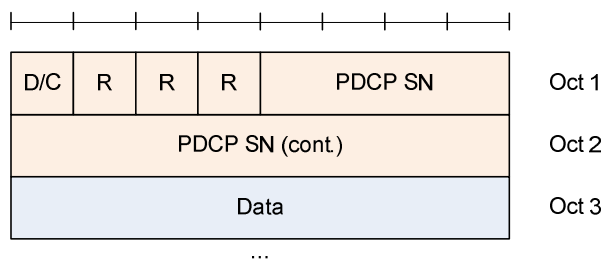 D/C R R R PDCP SN Oct 1
PDCP SN (cont.) Oct 2
Data Oct 3
...